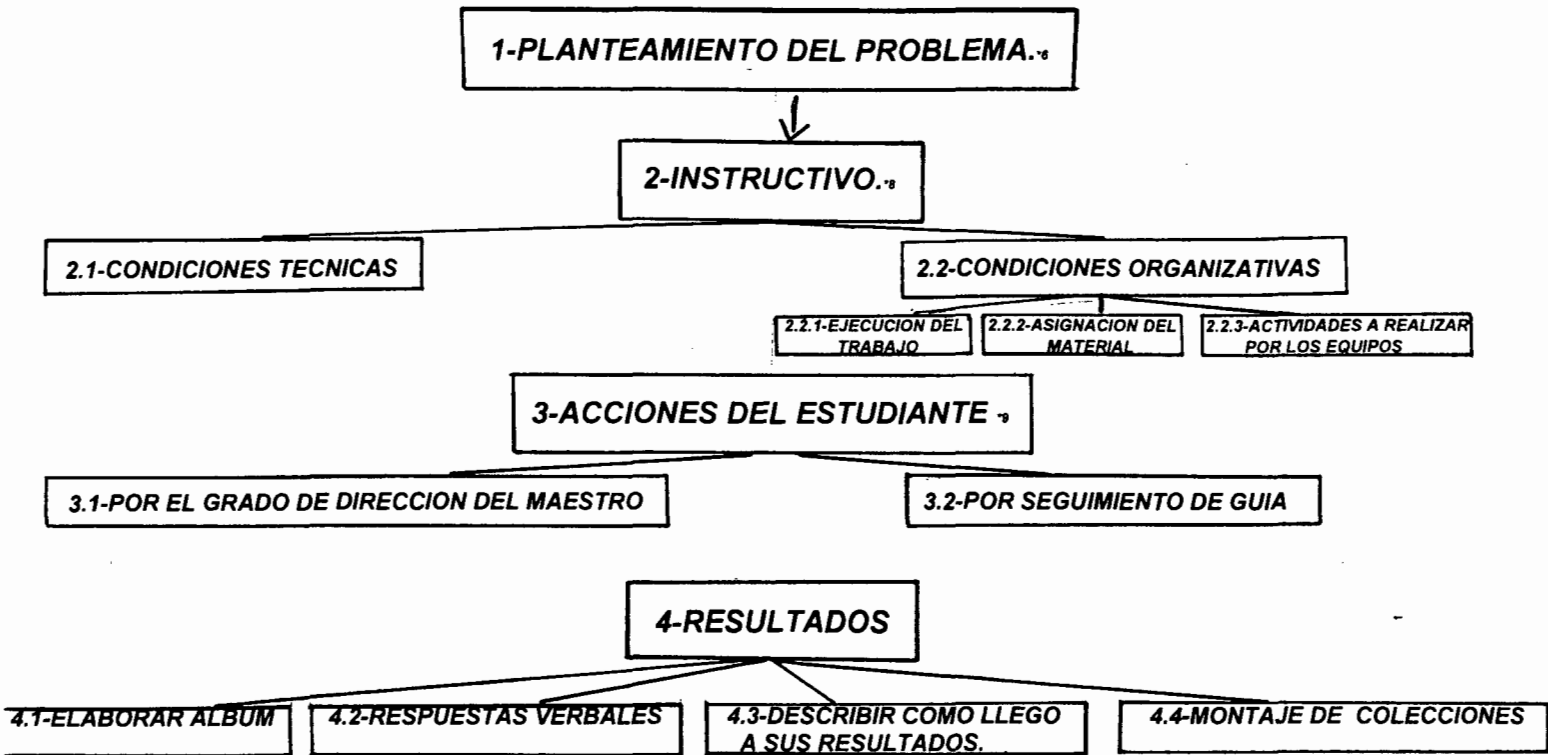 1-PLANTEAMIENTO DEL PROBLEMA.*6
2-INSTRUCTIVO.*8
2.1-CONDICIONES TECNICAS
2.2-CONDICIONES ORGANIZATIVAS
2.2.1-EJECUCION DEL
TRABAJO
2.2.2-ASIGNACION DEL
MATERIAL
2.2.3-ACTIVIDADES A REALIZAR
POR LOS EQUIPOS
3-ACCIONES DEL ESTUDIANTE *9
3.1-POR EL GRADO DE DIRECCION DEL MAESTRO
3.2-POR SEGUIMIENTO DE GUIA
4-RESULTADOS
4.1-ELABORAR ALBUM
4.2-RESPUESTAS VERBALES
4.3-DESCRIBIR COMO LLEGO
A SUS RESULTADOS.
4.4-MONTAJE DE COLECCIONES